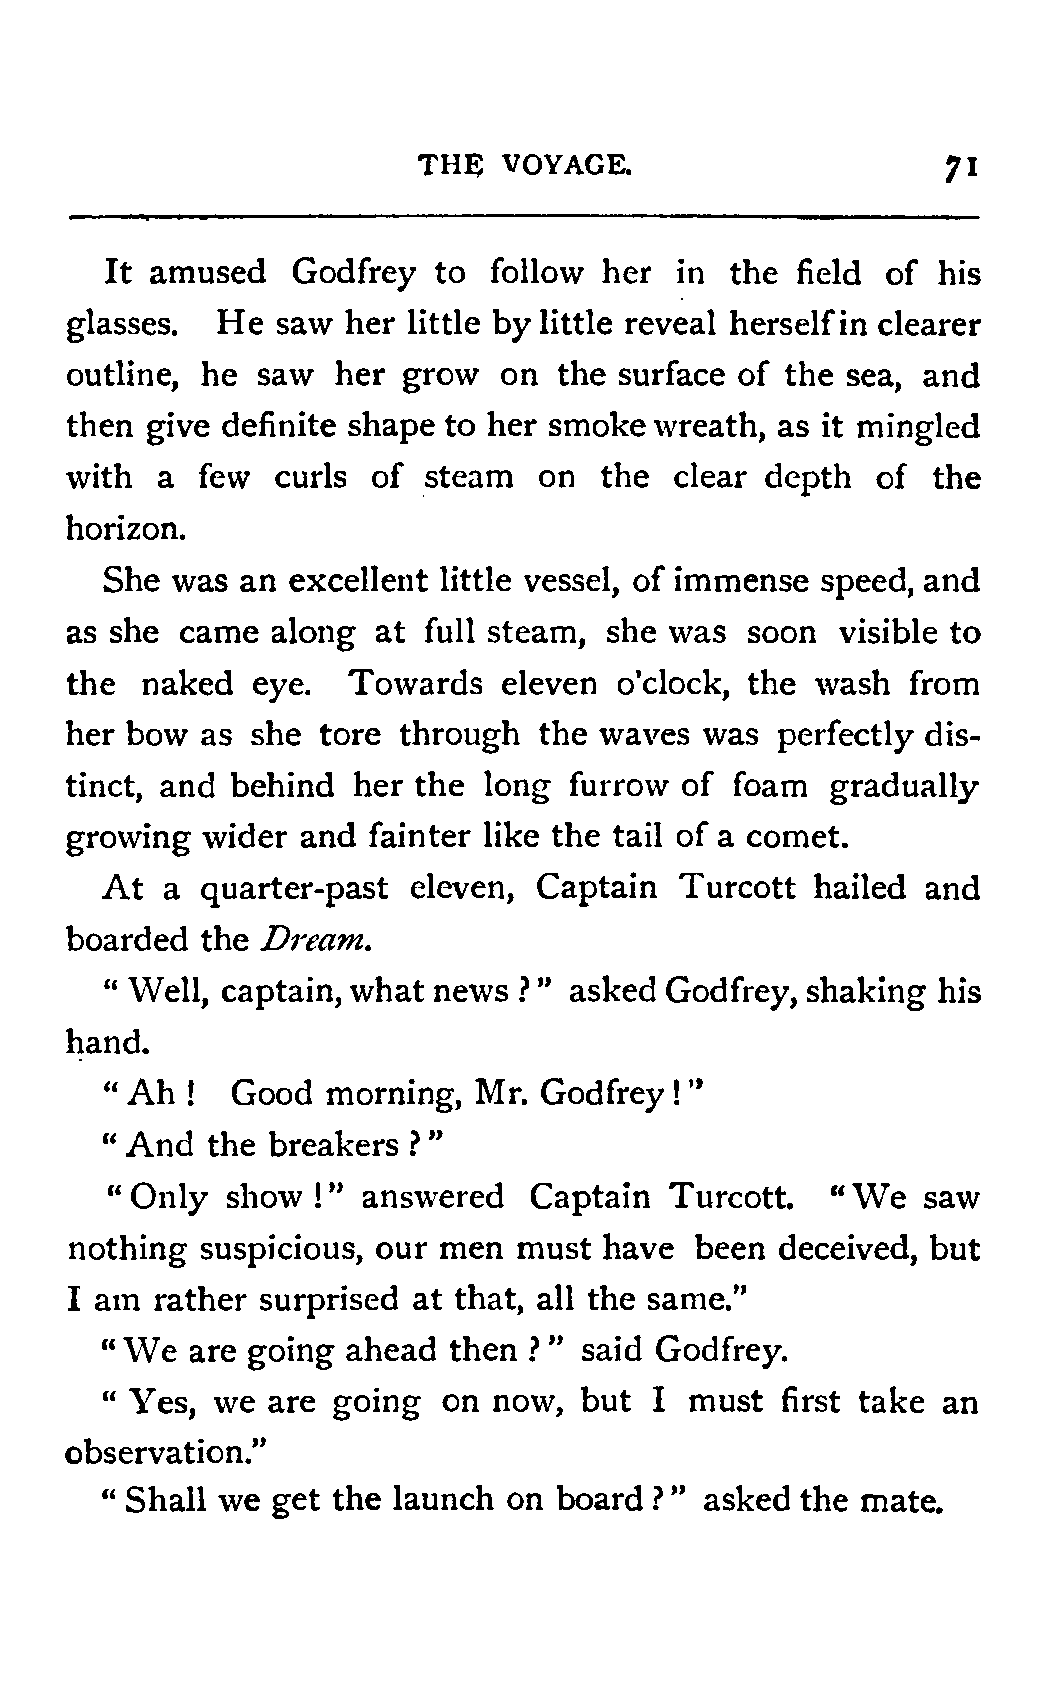 THE VOYAGE. 71
It amused Godfrey to follow her in the field of his
glasses. He saw her little by little reveal herself in clearer
outline, he saw her grow on the surface of the sea, and
then give definite shape to her smoke wreath, as it mingled
with a few curls of steam on the clear depth of the
horizon.
She was an excellent little vessel, of immense speed, and
as she came along at full steam, she was soon visible to
the naked eye. Towards eleven o'clock, the wash from
her bow as she tore through the waves was perfectly dis-
tinct, and behind her the long furrow of foam gradually
growing wider and fainter like the tail of a comet.
At a quarter-past eleven, Captain Turcott hailed and
boarded the Dream.
" Well, captain, what news ? " asked Godfrey, shaking his
hand.
" Ah ! Good morning, Mr. Godfrey ! "
" And the breakers ? "
" Only show ! " answered Captain Turcott. " We saw
nothing suspicious, our men must have been deceived, but
I am rather surprised at that, all the same."
" We are going ahead then ? " said Godfrey.
" Yes, we are going on now, but I must first take an
observation."
" Shall we get the launch on board ? " asked the mate.